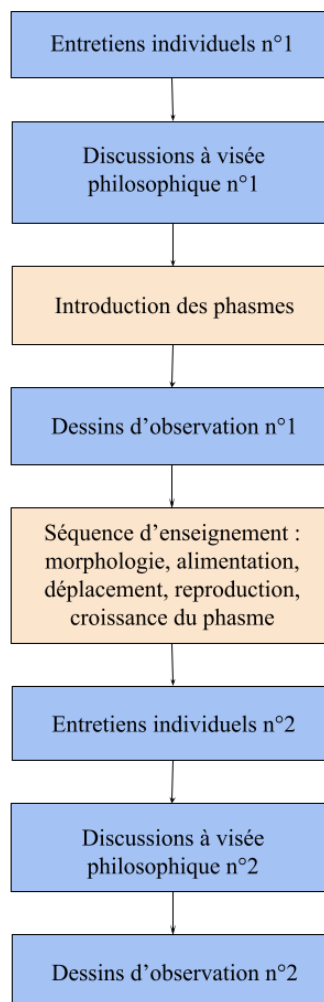 Entretiens individuels n°1
Discussions à visée
philosophique n°1
Introduction des phasmes
Dessins d’observation n°1
Séquence d’enseignement :
morphologie, alimentation,
déplacement, reproduction,
croissance du phasme
Entretiens individuels n°2
Discussions à visée
philosophique n°2
Dessins d’observation n°2